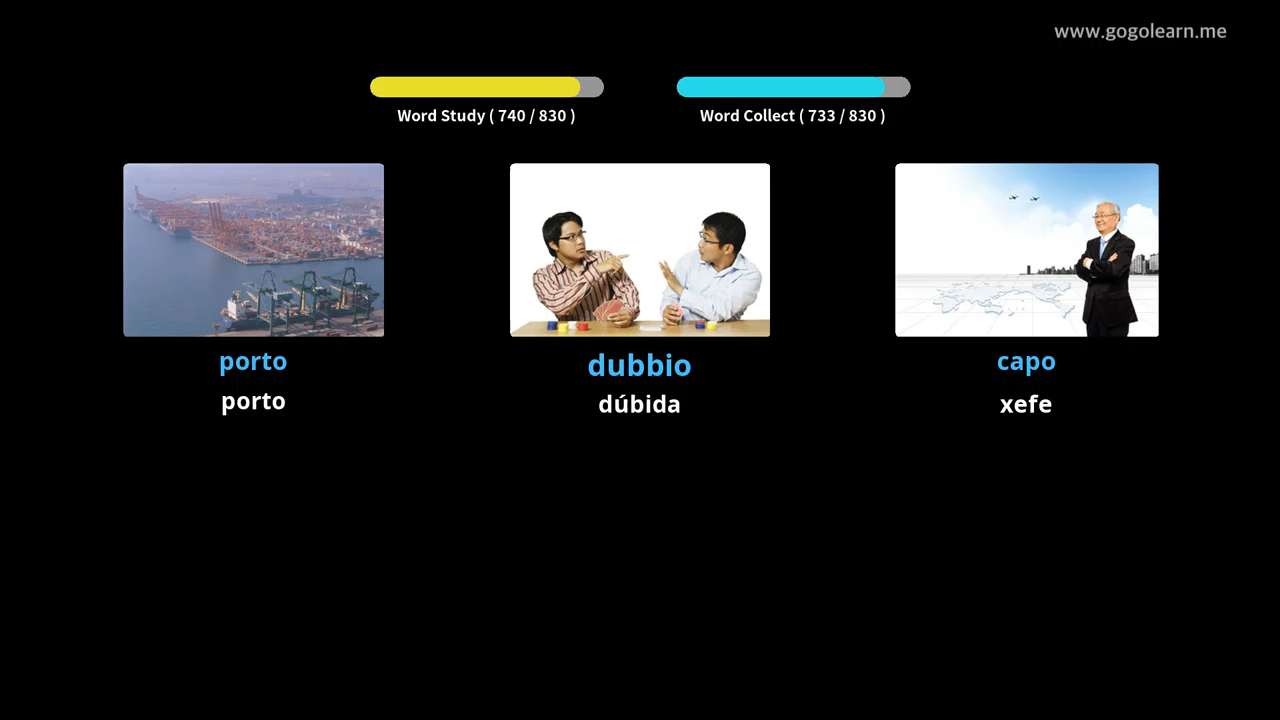 www.gogolearn.me
Word Study ( 740 / 830 )
Word Collect ( 733 / 830 )
porto
porto
dubbio
dúbida
capo
xefe